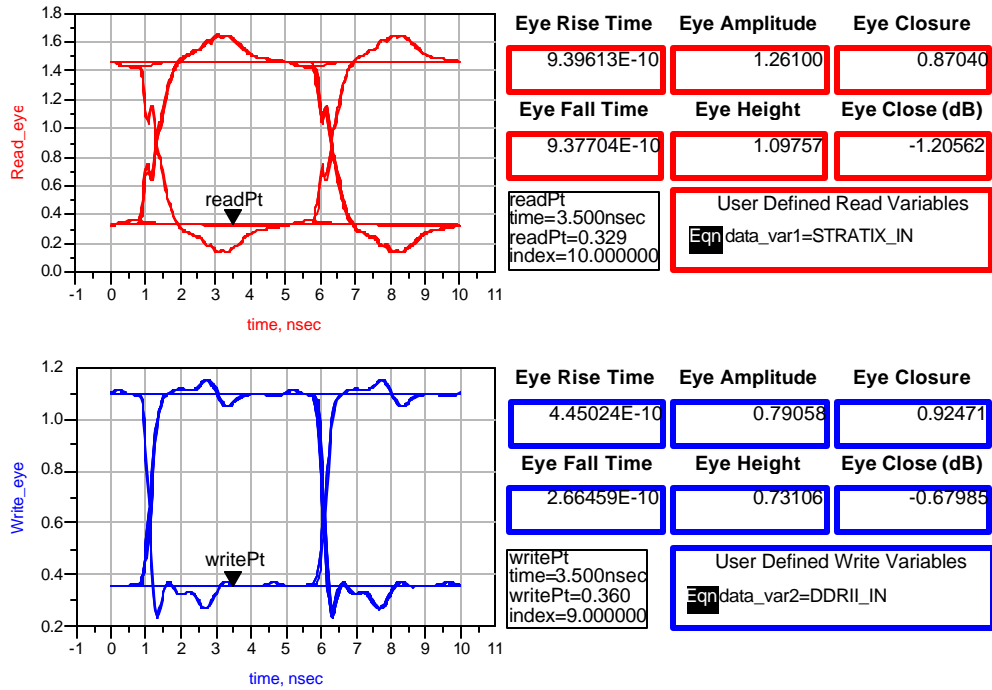 Read_eye
1.8
1.6
1.4
1.2
1.0
0.8
0.6
0.4
0.2
0.0
readPt
-1 0 1 2 3 4 5 6 7 8 9 10 11
time, nsec
Eye Rise Time Eye Amplitude Eye Closure
9.39613E-10 1.26100 0.87040
Eye Fall Time Eye Height Eye Close (dB)
9.37704E-10 1.09757 -1.20562
readPt
time=3.500nsec
readPt=0.329
index=10.000000
User Defined Read Variables
Eqn data_var1=STRATIX_IN
Write_eye
1.2
1.0
0.8
0.6
0.4
0.2
writePt
-1 0 1 2 3 4 5 6 7 8 9 10 11
time, nsec
Eye Rise Time Eye Amplitude Eye Closure
4.45024E-10 0.79058 0.92471
Eye Fall Time Eye Height Eye Close (dB)
2.66459E-10 0.73106 -0.67985
writePt
time=3.500nsec
writePt=0.360
index=9.000000
User Defined Write Variables
Eqn data_var2=DDRII_IN